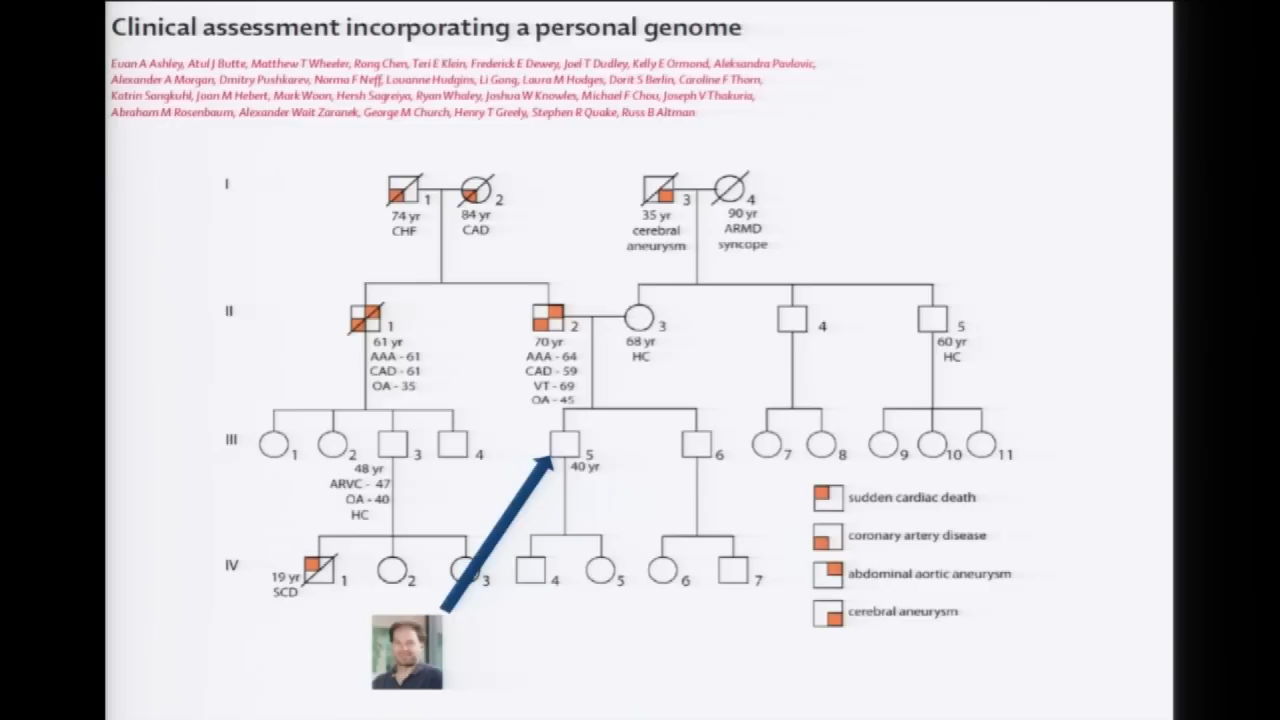 Clinical assessment incorporating a personal genome
Euan A Ashley, Atul J Butte, Matthew T Wheeler, Rong Chen, Teri E Klein, Frederick E Dewey, Joel T Dudley, Kelly E Ormond, Aleksandra Pavlovic,
Alexander A Morgan, Dmitry Pushkarev, Norma F Neff, Louanne Hudgins, Li Gong, Laura M Hodges, Dorit S Berlin, Caroline F Thorn,
Katrin Sangkuhl, Joan M Hebert, Mark Woon, Hersh Sagreiya, Ryan Whaley, Joshua W Knowles, Michael F Chou, Joseph V Thakuria,
Abraham M Rosenbaum, Alexander Wait Zaranek, George M Church, Henry T Greely, Stephen R Quake, Russ B Altman
I
1 2 3 4
74 yr 84 yr 35 yr 90 yr
CHF CAD cerebral ARMD
aneurysm syncope
II
1 2 3 4 5
61 yr 70 yr 68 yr 60 yr
AAA - 61 AAA - 64 HC HC
CAD - 61 CAD - 59
OA - 35 VT - 69
OA - 45
III
1 2 3 4 5 6 7 8 9 10 11
48 yr 40 yr
ARVC - 47
OA - 40
HC
sudden cardiac death
coronary artery disease
IV
1 2 3 4 5 6 7
19 yr
SCD
abdominal aortic aneurysm
cerebral aneurysm